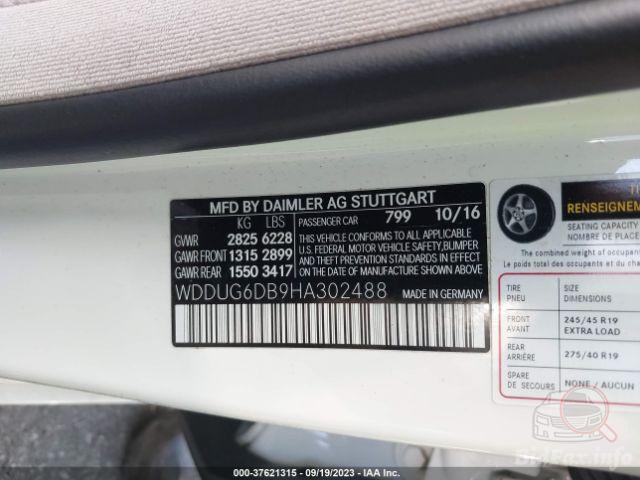 MFD BY DAIMLER AG STUTTGART
KG LBS
PASSENGER CAR 799 10/16
GVWR 2825 6228
GAWR FRONT 1315 2899
GAWR REAR 1550 3417
THIS VEHICLE CONFORMS TO ALL APPLICABLE
U.S. FEDERAL MOTOR VEHICLE SAFETY, BUMPER
AND THEFT PREVENTION STANDARDS IN
EFFECT ON THE DATE OF MANUFACTURE
SHOWN ABOVE.
WDDUG6DB9HA302488 MADE IN GERMANY
RENSEIGNEME
SEATING CAPACITY
NOMBRE DE PLACE
The combined weight of occupants
TIRE SIZE
PNEU DIMENSIONS
FRONT 245/45 R19
AVANT EXTRA LOAD
REAR 275/40 R19
ARRIÈRE
SPARE NONE / AUCUN
DE SECOURS
BidFax.info
000-37621315 - 09/19/2023 - IAA Inc.